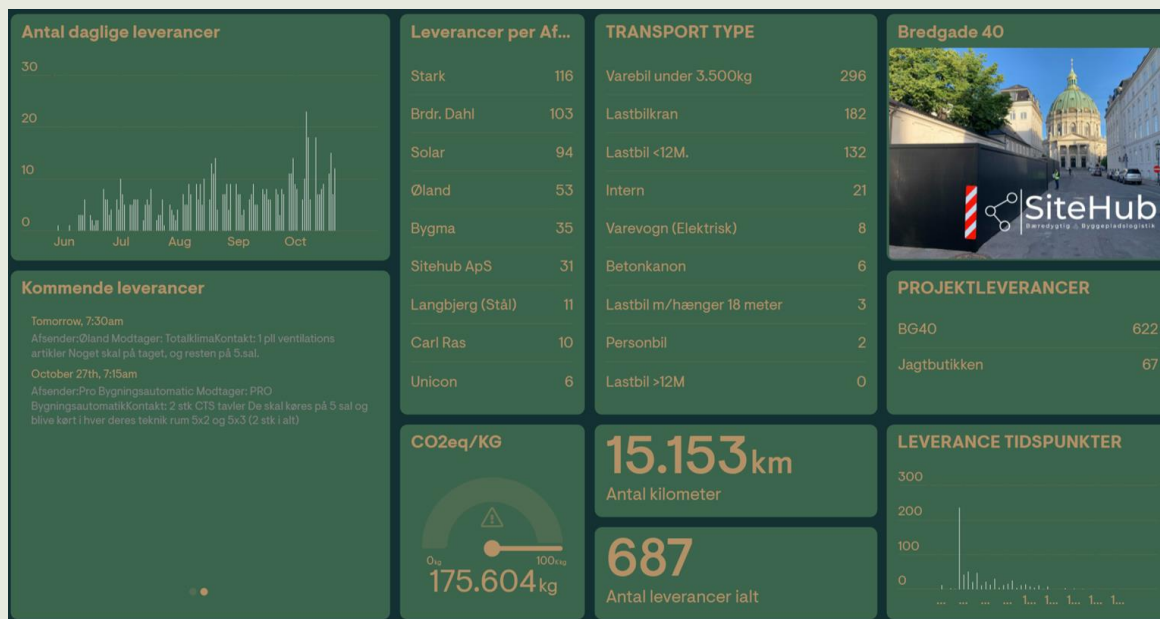 Antal daglige leverancer
30
20
10
0
Jun Jul Aug Sep Oct
Kommende leverancer
Tomorrow, 7:30am
Afsender:Øland Modtager: TotalklimaKontakt: 1 pll ventilations
artikler Noget skal på taget, og resten på 5.sal.
October 27th, 7:15am
Afsender:Pro Bygningsautomatic Modtager: PRO
BygningsautomatikKontakt: 2 stk CTS tavler De skal køres på 5 sal og
blive kørt i hver deres teknik rum 5x2 og 5x3 (2 stk i alt)
Leverancer per Af...
Stark 116
Brdr. Dahl 103
Solar 94
Øland 53
Bygma 35
Sitehub ApS 31
Langbjerg (Stål) 11
Carl Ras 10
Unicon 6
CO2eq/KG
0kg
175.604kg
TRANSPORT TYPE
Varebil under 3.500kg 296
Lastbilkran 182
Lastbil <12M. 132
Intern 21
Varevogn (Elektrisk) 8
Betonkanon 6
Lastbil m/hænger 18 meter 3
Personbil 2
Lastbil >12M 0
15.153km
Antal kilometer
687
Antal leverancer ialt
Bredgade 40
SiteHub
Bæredygtig Byggepladslogistik
PROJEKTLEVERANCER
BG40 622
Jagtbutikken 67
LEVERANCE TIDSPUNKTER
300
200
100
0
... ... ... ... 1... 1... 1... 1... 1...